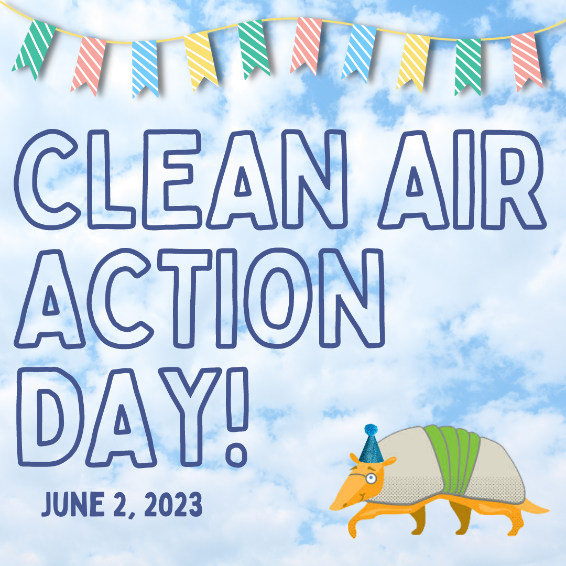 CLEAN AIR
ACTION
DAY!
JUNE 2, 2023